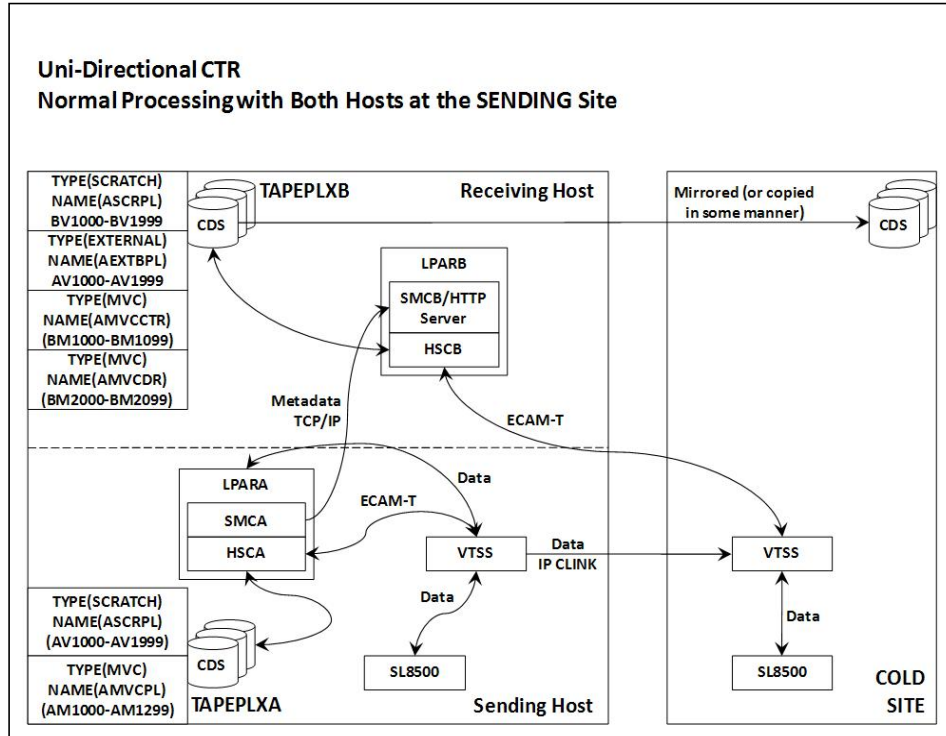 Uni-Directional CTR
Normal Processing with Both Hosts at the SENDING Site
TYPE(SCRATCH)
NAME(ASCRPL)
BV1000-BV1999
TYPE(EXTERNAL)
NAME(AEXTBPL)
AV1000-AV1999
TYPE(MVC)
NAME(AMVCCTR)
(BM1000-BM1099)
TYPE(MVC)
NAME(AMVCDR)
(BM2000-BM2099)
TAPEPLXB
CDS
Receiving Host
Mirrored (or copied
in some manner)
CDS
LPARB
SMCB/HTTP
Server
HSCB
Metadata
TCP/IP
ECAM-T
LPARA
SMCA
HSCA
ECAM-T
Data
VTSS
Data
IP CLINK
VTSS
Data
Data
SL8500
SL8500
TYPE(SCRATCH)
NAME(ASCRPL)
(AV1000-AV1999)
TYPE(MVC)
NAME(AMVCPL)
(AM1000-AM1299)
CDS
TAPEPLXA
Sending Host
COLD
SITE